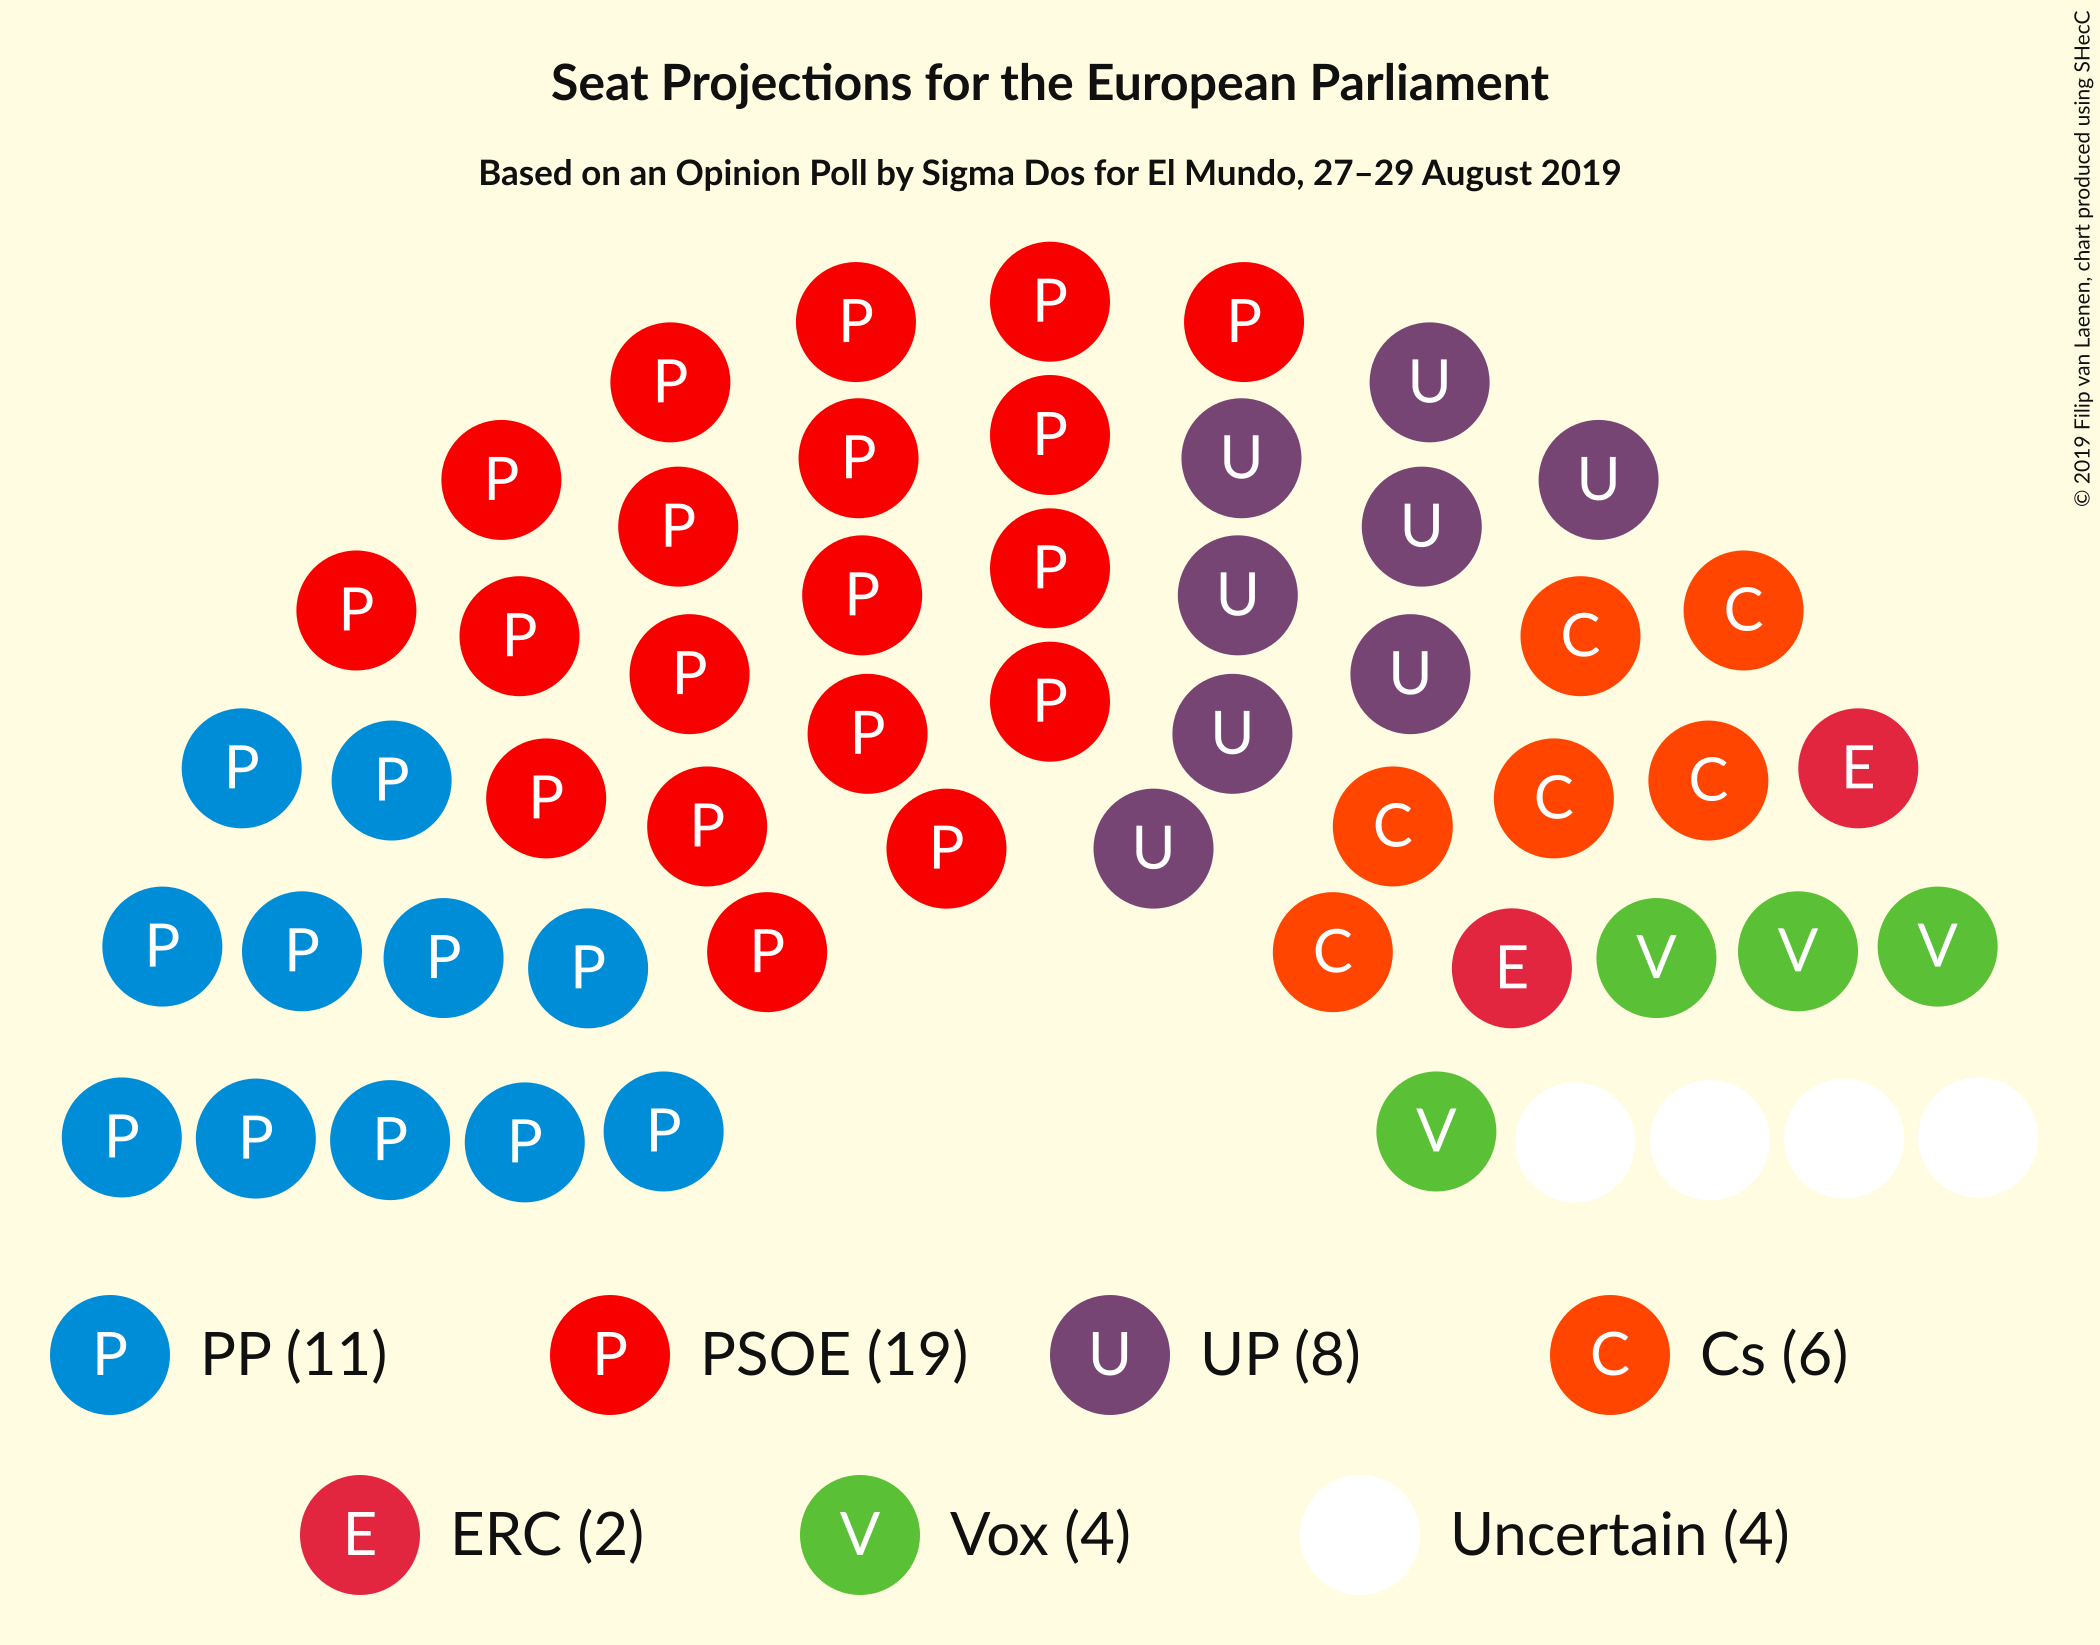 Seat Projections for the European Parliament
Based on an Opinion Poll by Sigma Dos for El Mundo, 27–29 August 2019
© 2019 Filip van Laenen, chart produced using SHecC
P
P P
P U
P P U U
P P
P P U U
P P C C
P P U
P P U
P P P P C C E
P C
P U
P P P P P C E V V V
P P P P P V
P PP (11) P PSOE (19) U UP (8) C Cs (6)
E ERC (2) V Vox (4) Uncertain (4)